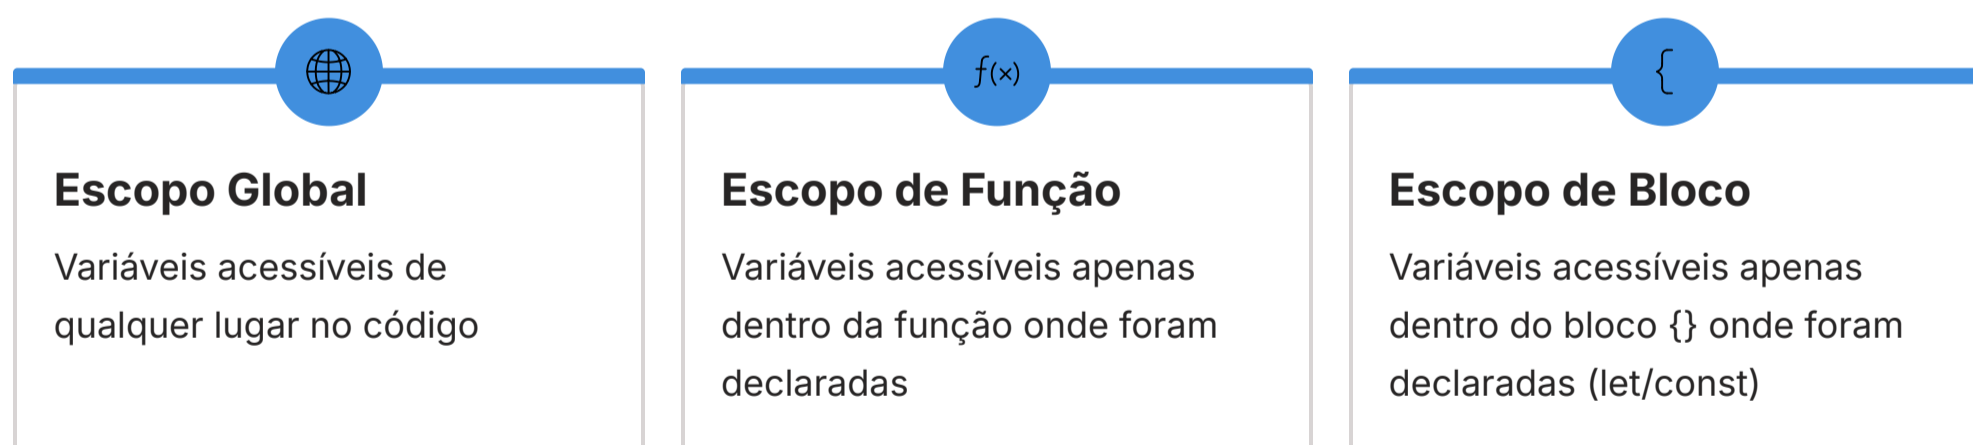 f(x)
{
Escopo Global
Variáveis acessíveis de
qualquer lugar no código
Escopo de Função
Variáveis acessíveis apenas
dentro da função onde foram
declaradas
Escopo de Bloco
Variáveis acessíveis apenas
dentro do bloco {} onde foram
declaradas (let/const)